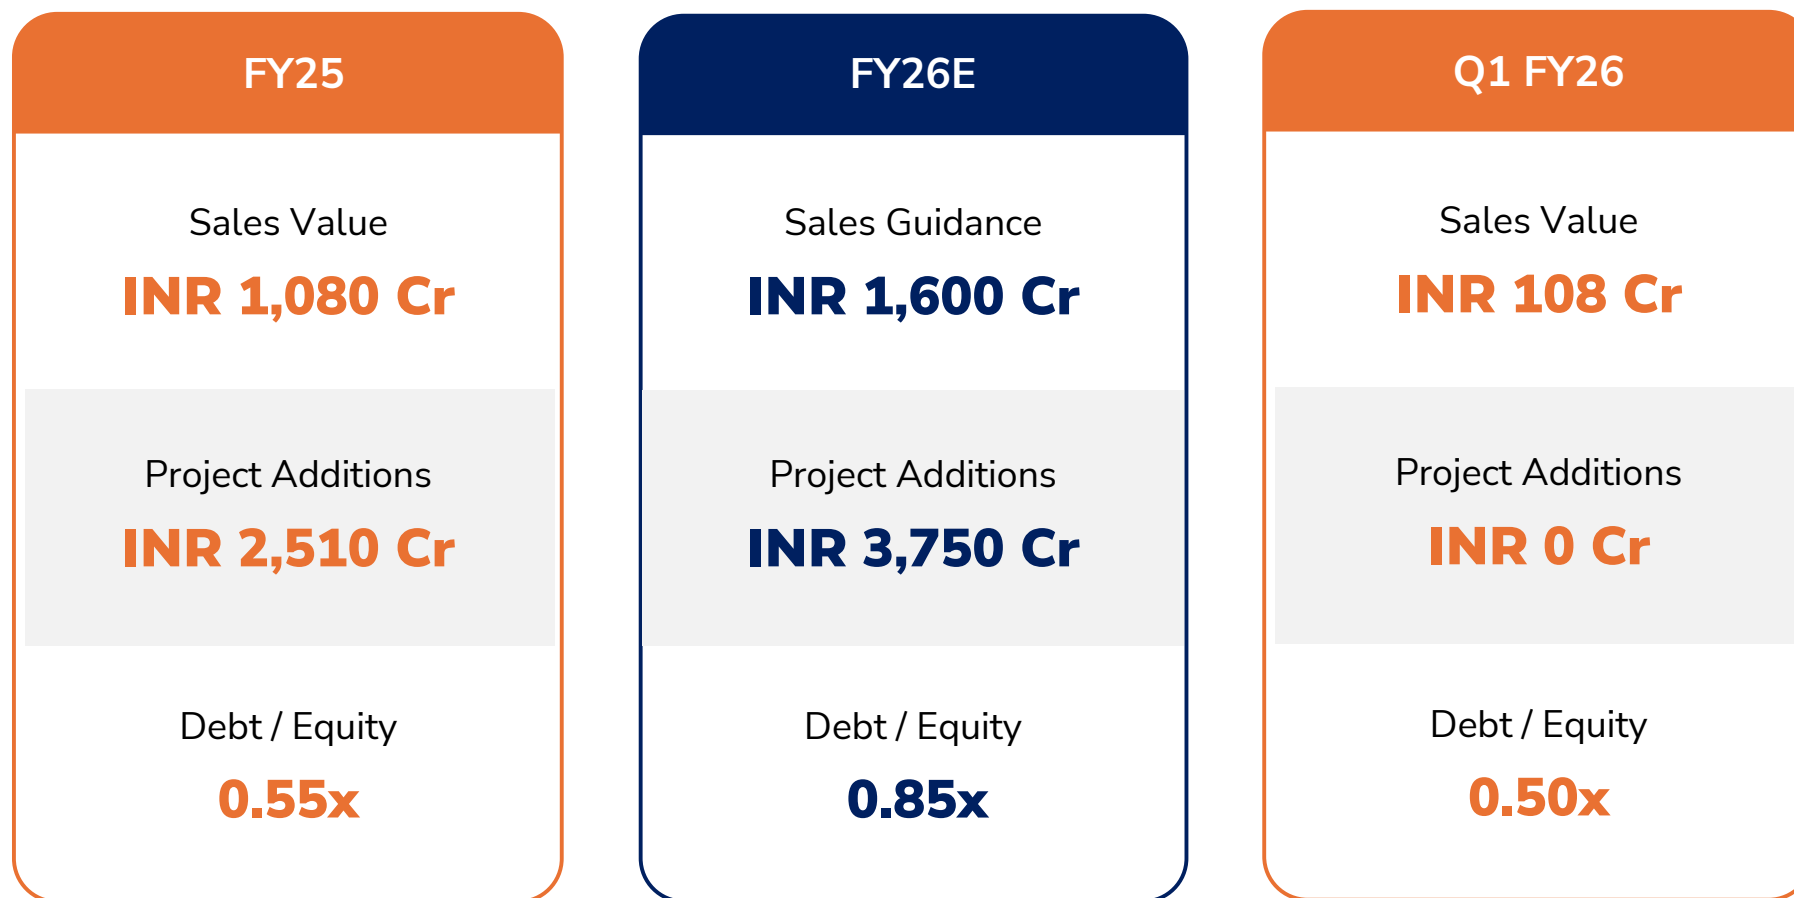 FY25
Sales Value
INR 1,080 Cr
Project Additions
INR 2,510 Cr
Debt / Equity
0.55x
FY26E
Sales Guidance
INR 1,600 Cr
Project Additions
INR 3,750 Cr
Debt / Equity
0.85x
Q1 FY26
Sales Value
INR 108 Cr
Project Additions
INR 0 Cr
Debt / Equity
0.50x